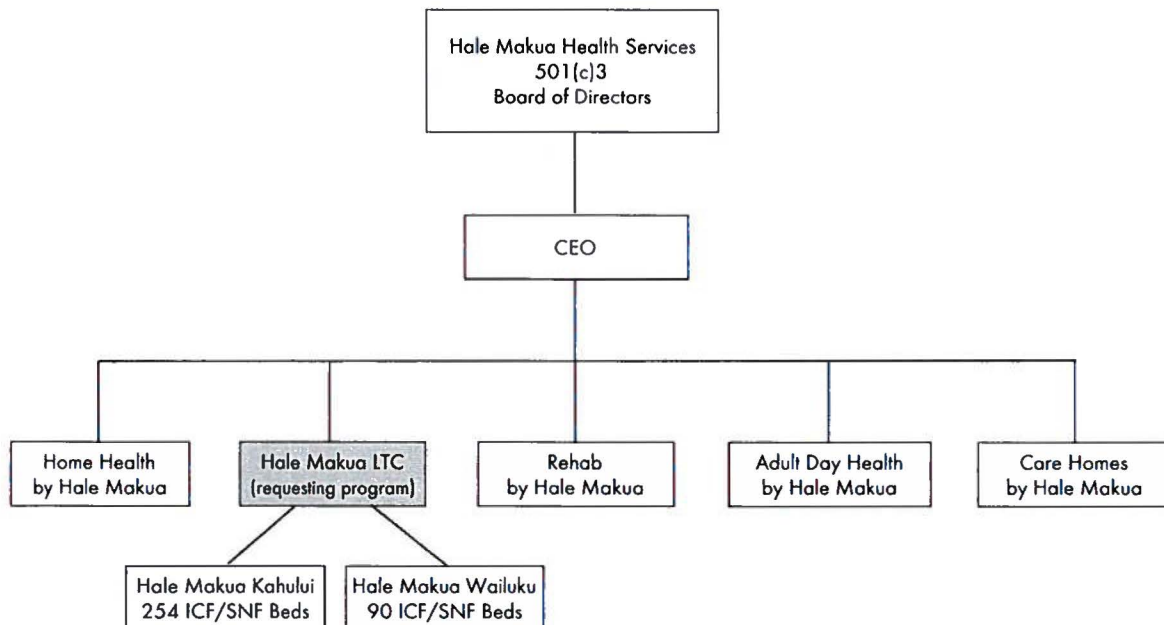 Hale Makua Health Services
501(c)3
Board of Directors
CEO
Home Health
by Hale Makua
Hale Makua LTC
(requesting program)
Rehab
by Hale Makua
Adult Day Health
by Hale Makua
Care Homes
by Hale Makua
Hale Makua Kahului
254 ICF/SNF Beds
Hale Makua Wailuku
90 ICF/SNF Beds